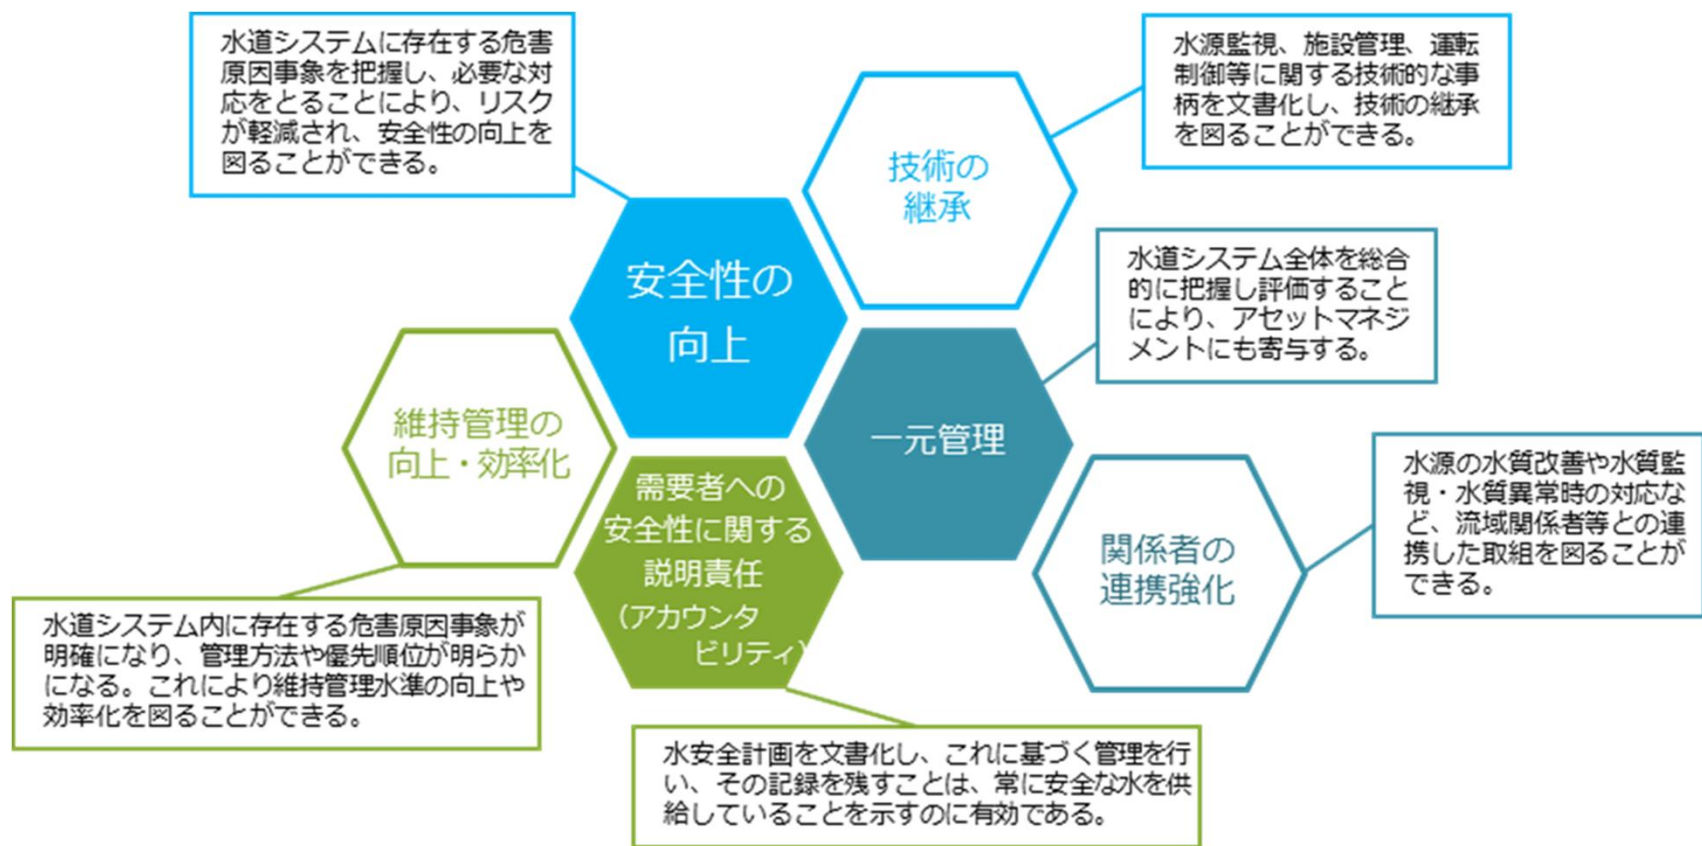 水道システムに存在する危害
原因事象を把握し、必要な対
応をとることにより、リスク
が軽減され、安全性の向上を
図ることができる。
水源監視、施設管理、運転
制御等に関する技術的な事
柄を文書化し、技術の継承
を図ることができる。
技術の
継承
安全性の
向上
水道システム全体を総合
的に把握し評価すること
により、アセットマネジ
メントにも寄与する。
維持管理の
向上・効率化
一元管理
需要者への
安全性に関する
説明責任
(アカウンタ
ビリティ)
水源の水質改善や水質監
視・水質異常時の対応な
ど、流域関係者等との連
携した取組を図ることが
できる。
関係者の
連携強化
水道システム内に存在する危害原因事象が
明確になり、管理方法や優先順位が明らか
になる。これにより維持管理水準の向上や
効率化を図ることができる。
水安全計画を文書化し、これに基づく管理を行
い、その記録を残すことは、常に安全な水を供
給していることを示すのに有効である。